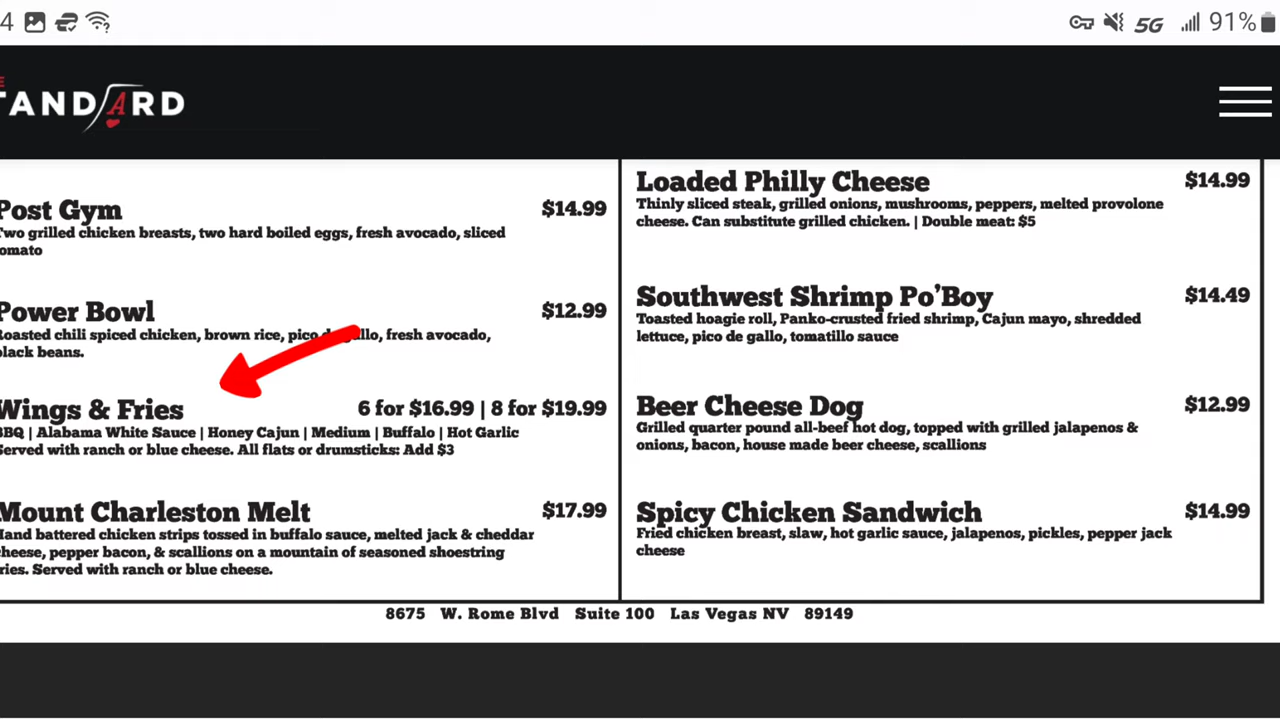 4
5G
91%
TANDARD
Post Gym $14.99
Two grilled chicken breasts, two hard boiled eggs, fresh avocado, sliced
omato
Power Bowl $12.99
Roasted chili spiced chicken, brown rice, pico allo, fresh avocado,
black beans.
Wings & Fries 6 for $16.99 | 8 for $19.99
BBQ | Alabama White Sauce | Honey Cajun | Medium | Buffalo | Hot Garlic
Served with ranch or blue cheese. All flats or drumsticks: Add $3
Mount Charleston Melt $17.99
Hand battered chicken strips tossed in buffalo sauce, melted jack & cheddar
cheese, pepper bacon, & scallions on a mountain of seasoned shoestring
fries. Served with ranch or blue cheese.
Loaded Philly Cheese $14.99
Thinly sliced steak, grilled onions, mushrooms, peppers, melted provolone
cheese. Can substitute grilled chicken. | Double meat: $5
Southwest Shrimp Po'Boy $14.49
Toasted hoagie roll, Panko-crusted fried shrimp, Cajun mayo, shredded
lettuce, pico de gallo, tomatillo sauce
Beer Cheese Dog $12.99
Grilled quarter pound all-beef hot dog, topped with grilled jalapenos &
onions, bacon, house made beer cheese, scallions
Spicy Chicken Sandwich $14.99
Fried chicken breast, slaw, hot garlic sauce, jalapenos, pickles, pepper jack
cheese
8675 W. Rome Blvd Suite 100 Las Vegas NV 89149